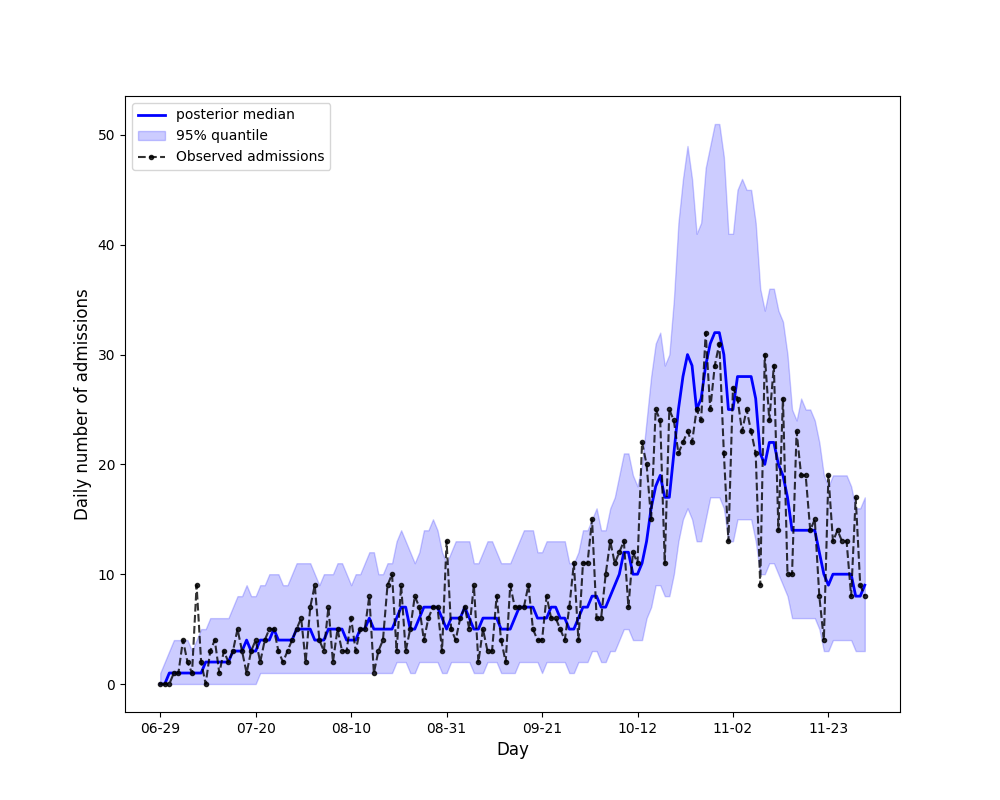 posterior median
95% quantile
Observed admissions
Daily number of admissions
50
40
30
20
10
0
06-29 07-20 08-10 08-31 09-21 10-12 11-02 11-23
Day